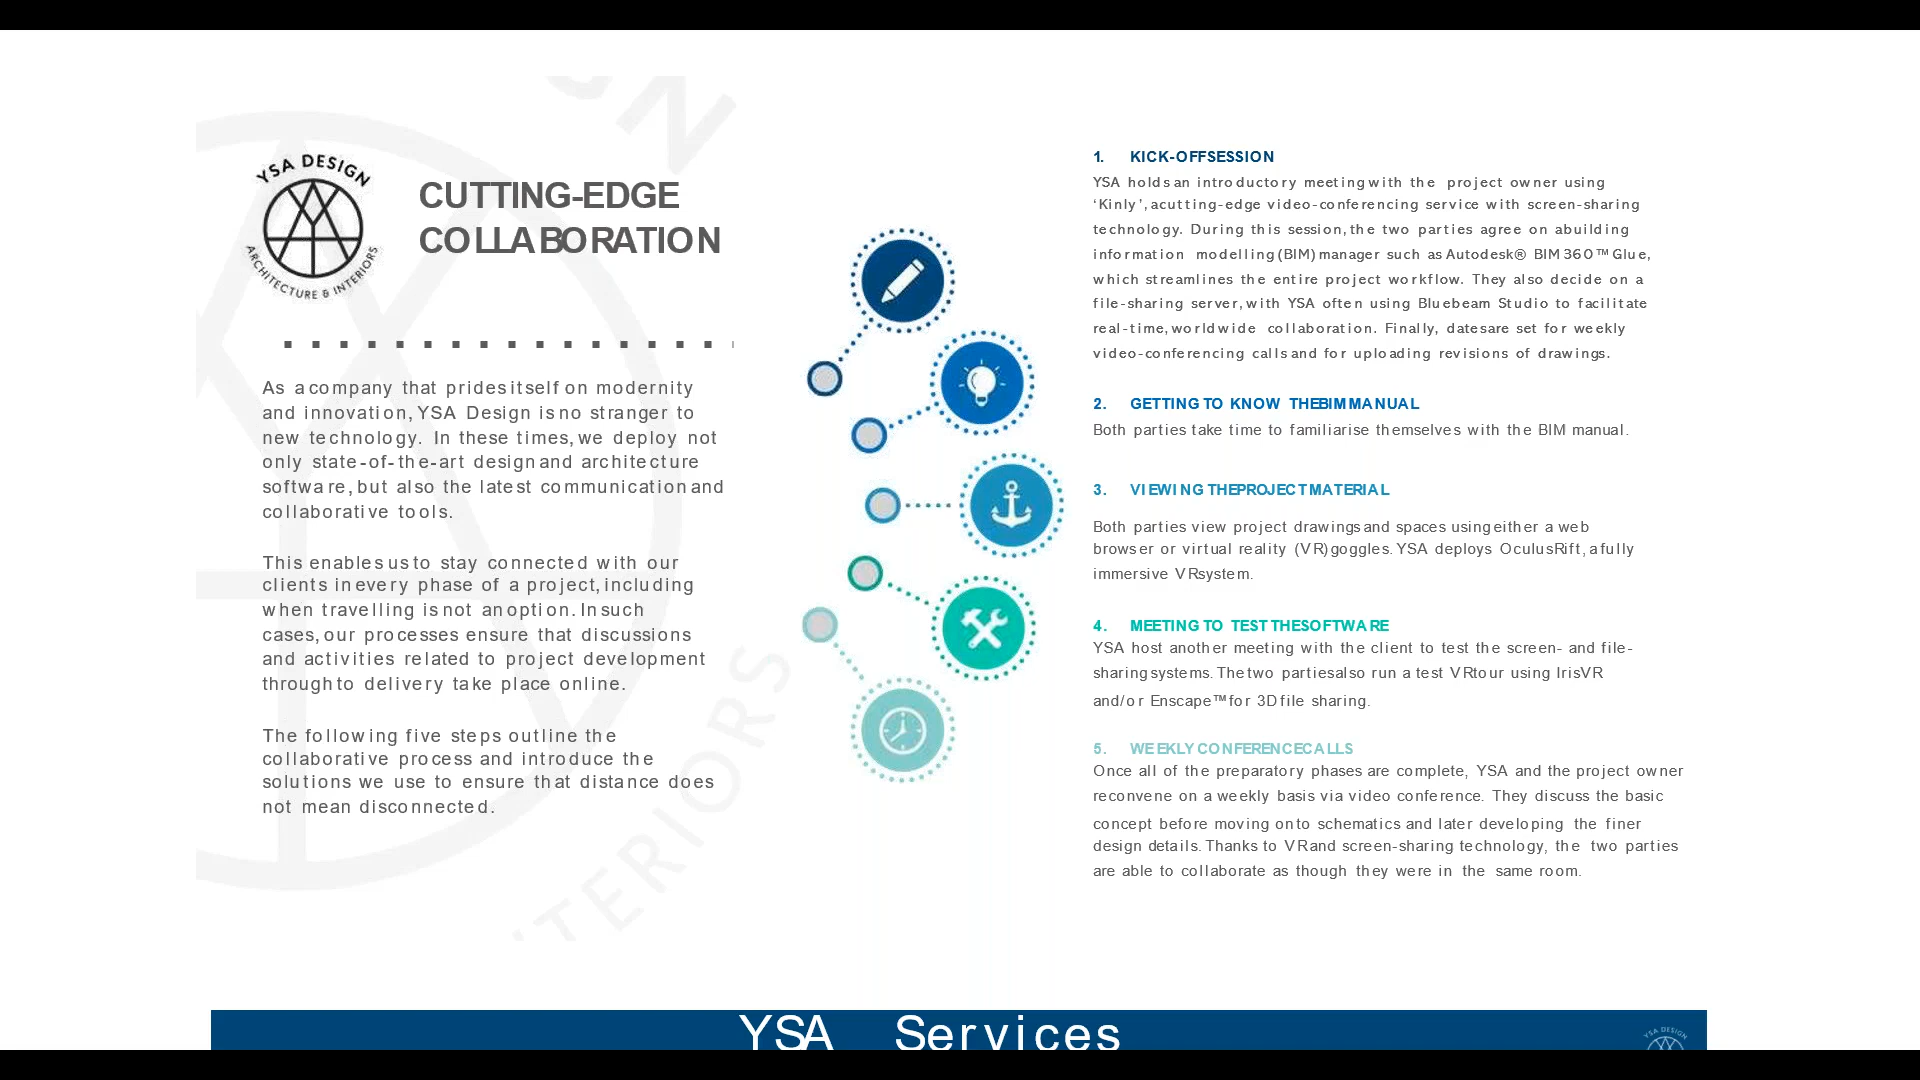 YSA DESIGN
ARCHITECTURE & INTERIORS
CUTTING-EDGE
COLLABORATION
As a company that prides itself on modernity
and innovation, YSA Design is no stranger to
new technology. In these times, we deploy not
only state-of-the-art design and architecture
software, but also the latest communication and
collaborative tools.
This enables us to stay connected with our
clients in every phase of a project, including
when travelling is not an option. In such
cases, our processes ensure that discussions
and activities related to project development
through to delivery take place online.
The following five steps outline the
collaborative process and introduce the
solutions we use to ensure that distance does
not mean disconnected.
1. KICK-OFF SESSION
YSA holds an introductory meeting with the project owner using
‘Kinly’, a cutting-edge video-conferencing service with screen-sharing
technology. During this session, the two parties agree on a building
information modelling (BIM) manager such as Autodesk® BIM 360™ Glue,
which streamlines the entire project workflow. They also decide on a
file-sharing server, with YSA often using Bluebeam Studio to facilitate
real-time, worldwide collaboration. Finally, dates are set for weekly
video-conferencing calls and for uploading revisions of drawings.
2. GETTING TO KNOW THE BIM MANUAL
Both parties take time to familiarise themselves with the BIM manual.
3. VIEWING THE PROJECT MATERIAL
Both parties view project drawings and spaces using either a web
browser or virtual reality (VR) goggles. YSA deploys Oculus Rift, a fully
immersive VR system.
4. MEETING TO TEST THE SOFTWARE
YSA host another meeting with the client to test the screen- and file-
sharing systems. The two parties also run a test VR tour using IrisVR
and/or Enscape™ for 3D file sharing.
5. WEEKLY CONFERENCE CALLS
Once all of the preparatory phases are complete, YSA and the project owner
reconvene on a weekly basis via video conference. They discuss the basic
concept before moving onto schematics and later developing the finer
design details. Thanks to VR and screen-sharing technology, the two parties
are able to collaborate as though they were in the same room.
YSA Services
YSA DESIGN